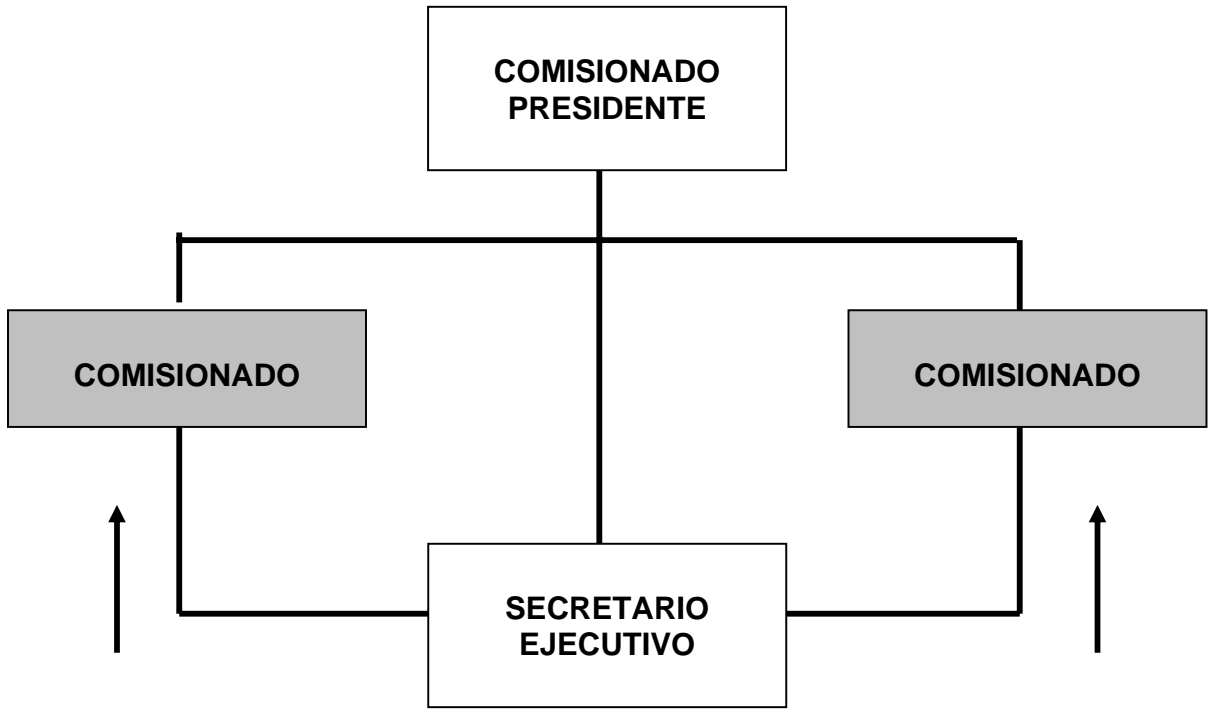 COMISIONADO
PRESIDENTE
COMISIONADO
COMISIONADO
SECRETARIO
EJECUTIVO